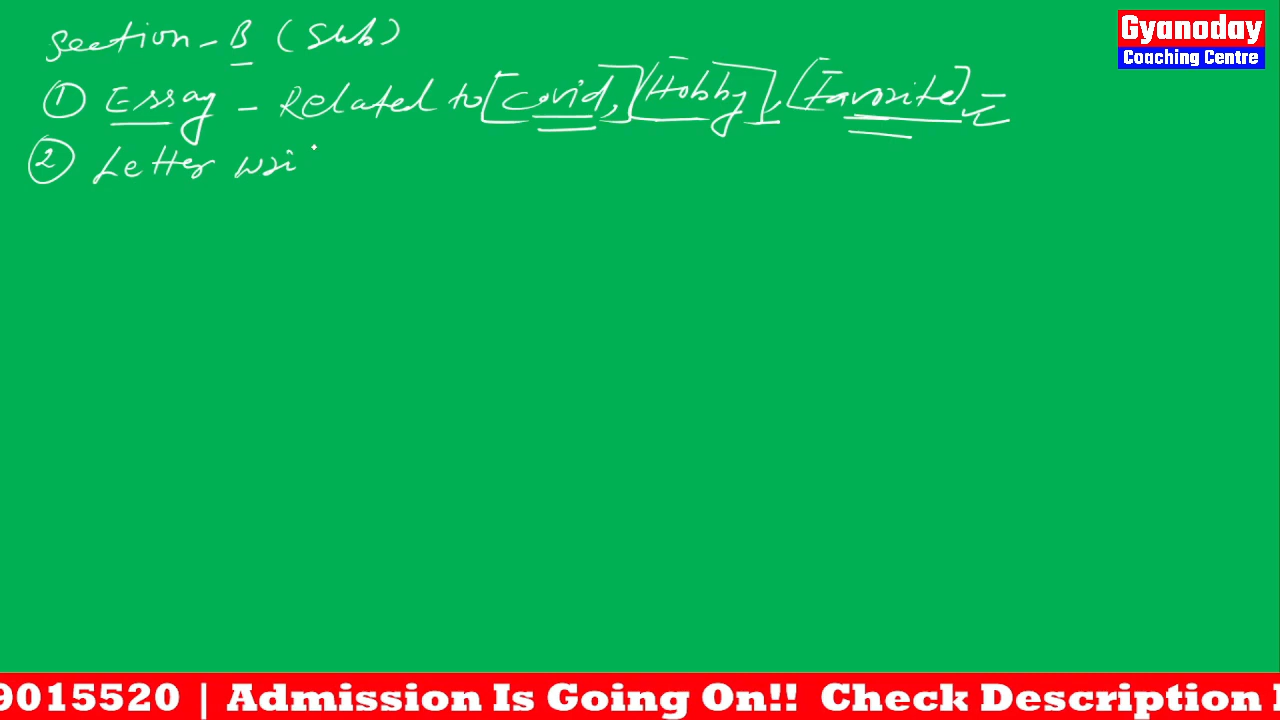 Section - B (Sub)
Gyanoday
Coaching Centre
① Essay - Related to [Covid, [Hobby], [Favorite],
② Letter wri
9015520 | Admission Is Going On!! Check Description